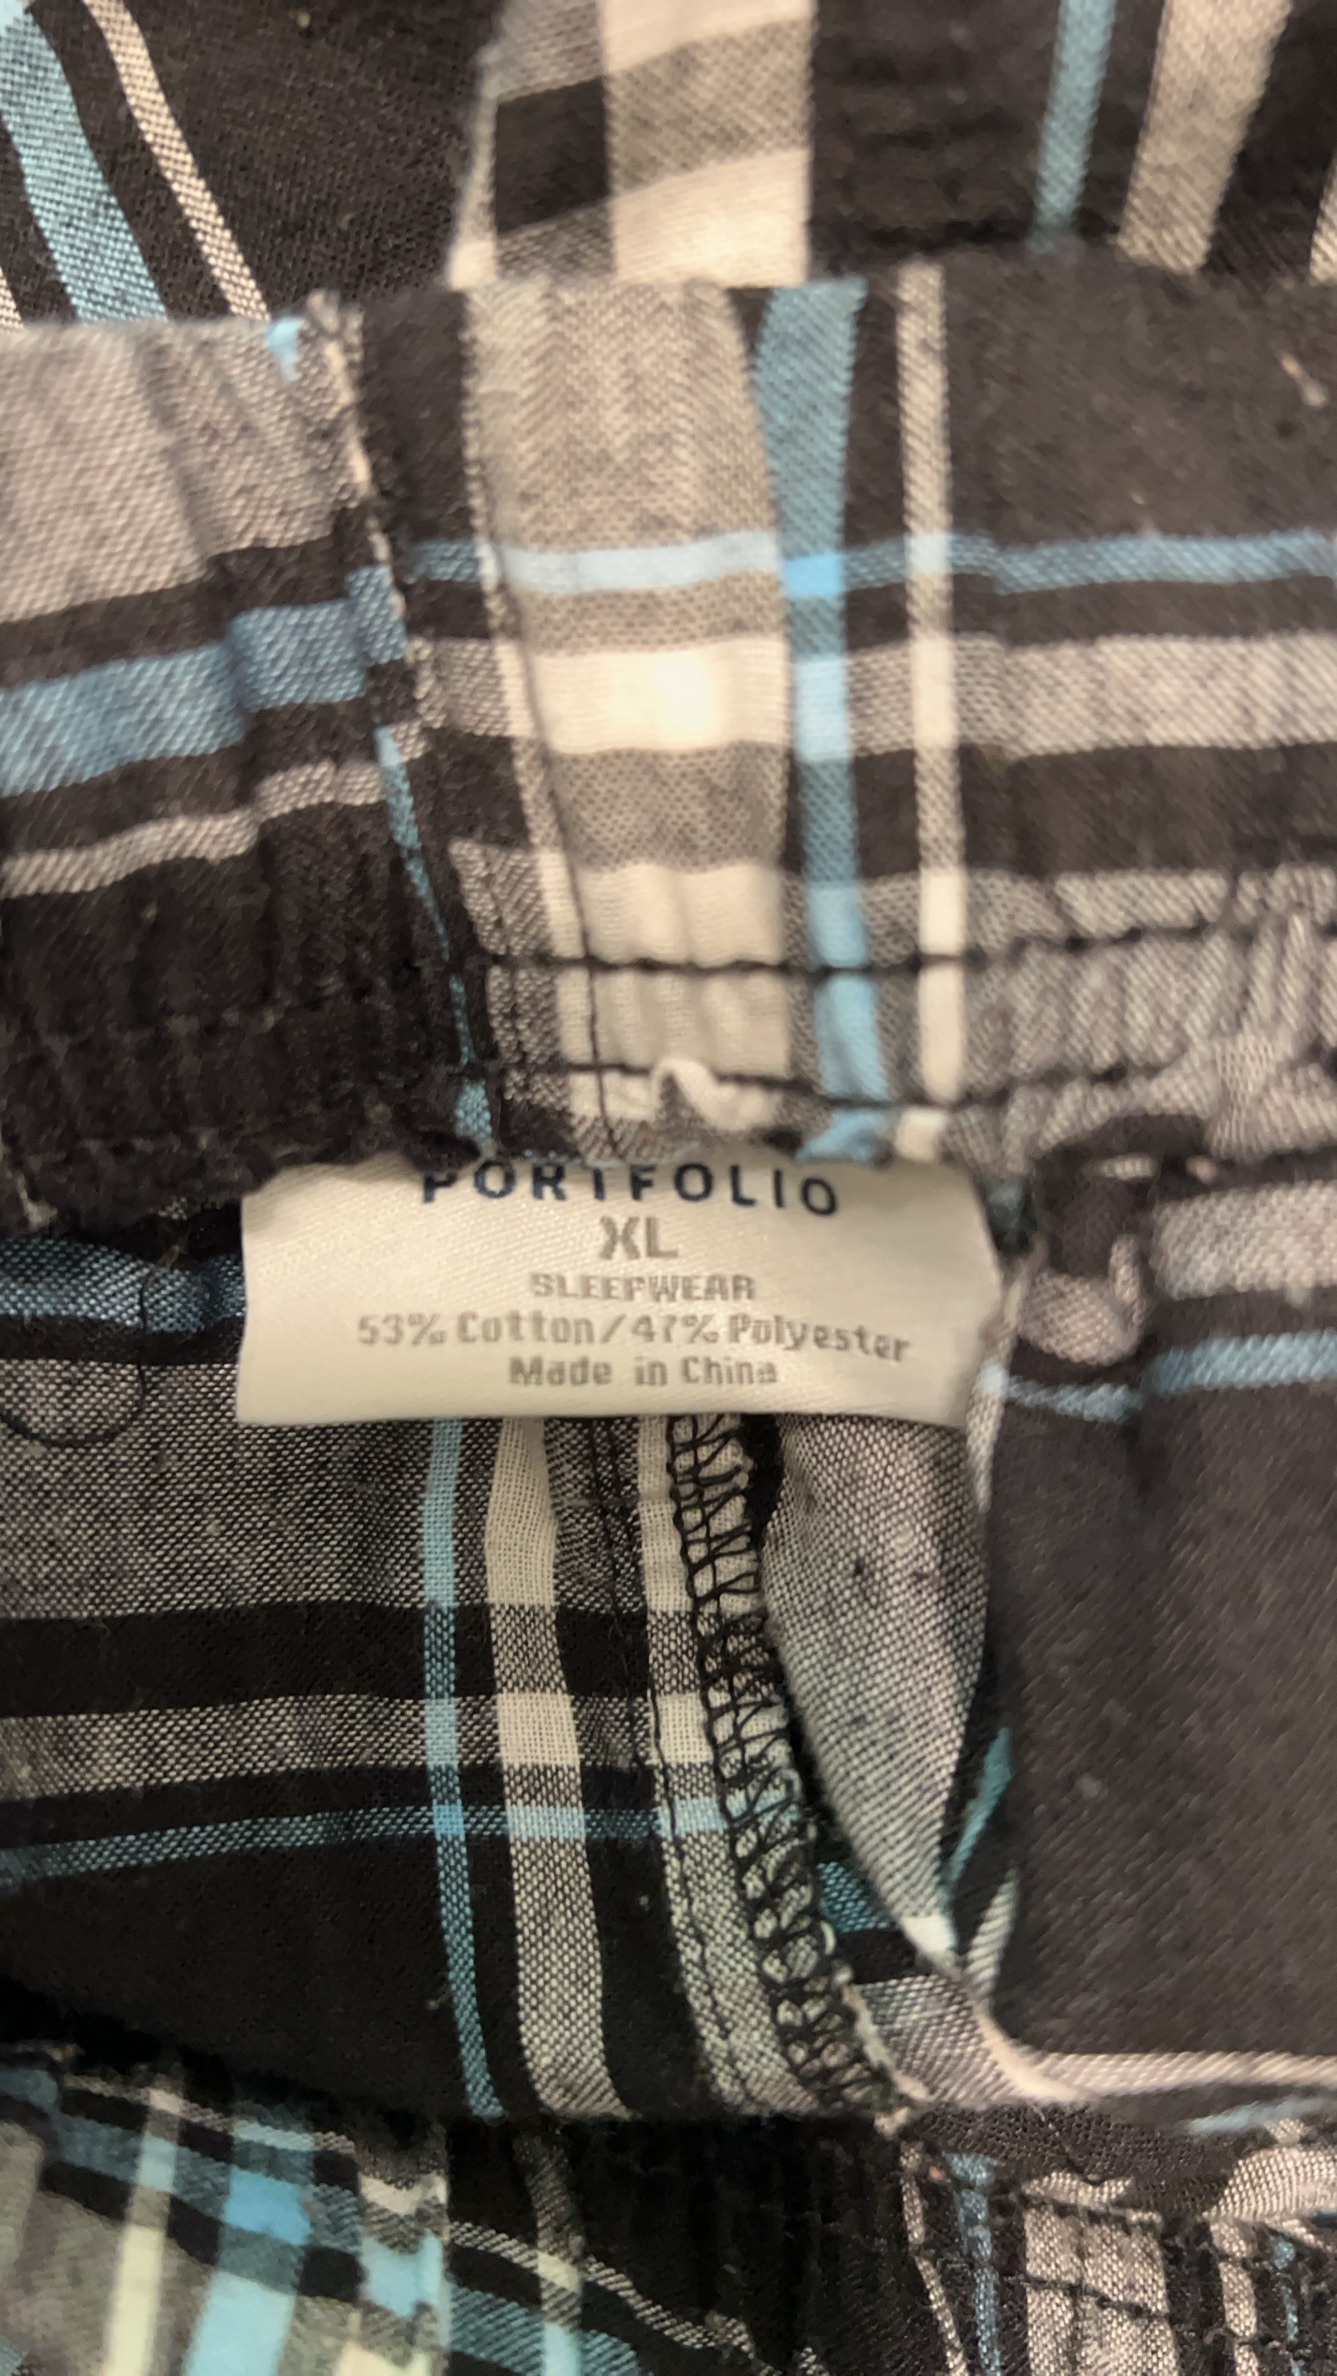 PORTFOLIO
XL
SLEEPWEAR
53% Cotton/47% Polyester
Made in China